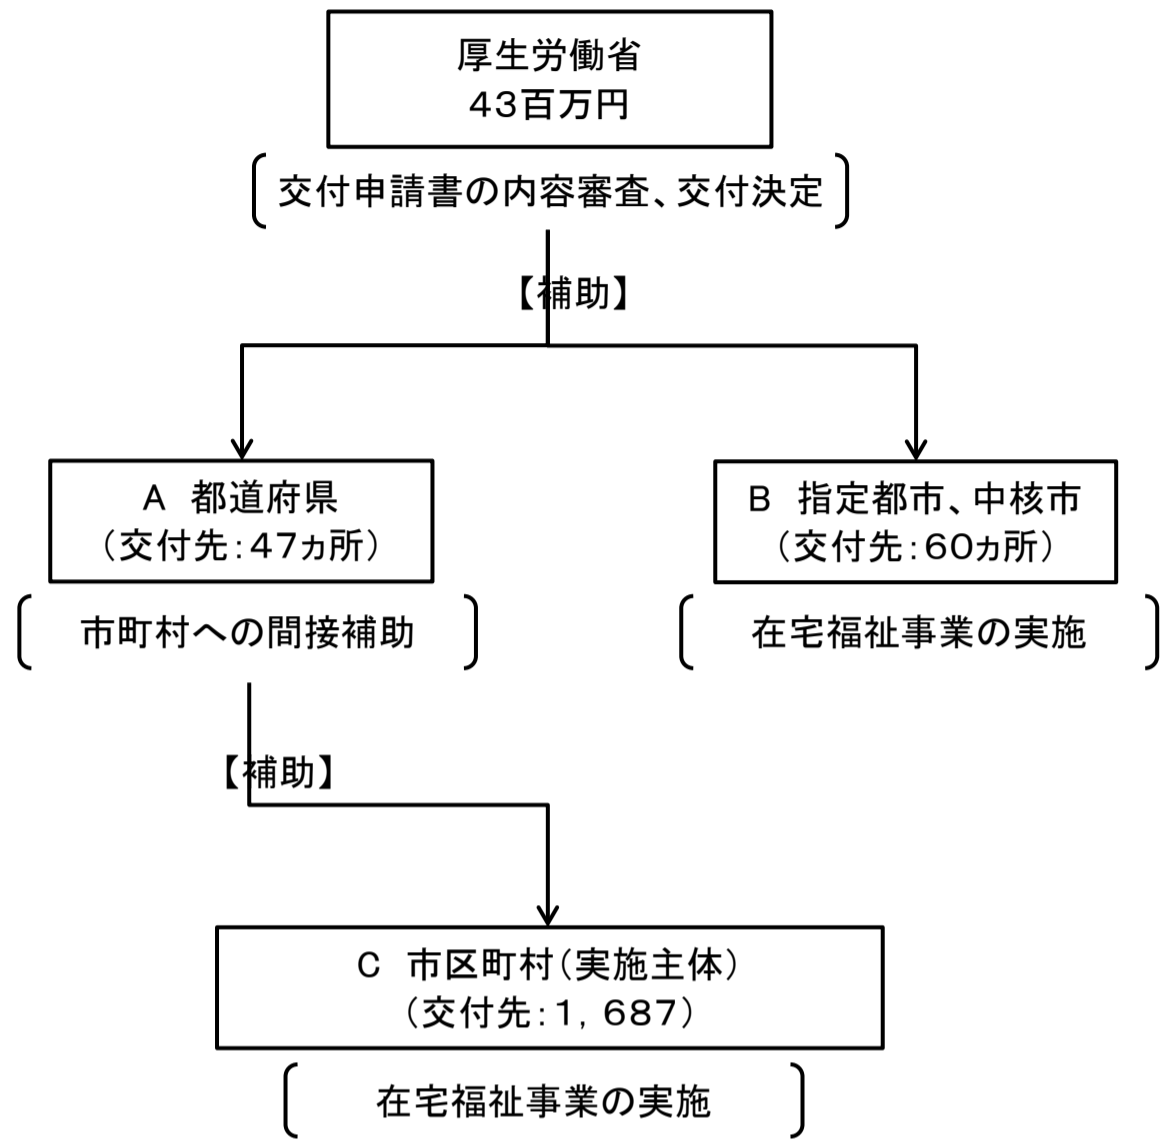 厚生労働省
43百万円
交付申請書の内容審査、交付決定
【補助】
A　都道府県
（交付先：47ヵ所）
B　指定都市、中核市
（交付先：60ヵ所）
市町村への間接補助
在宅福祉事業の実施
【補助】
C　市区町村（実施主体）
（交付先：1，687）
在宅福祉事業の実施